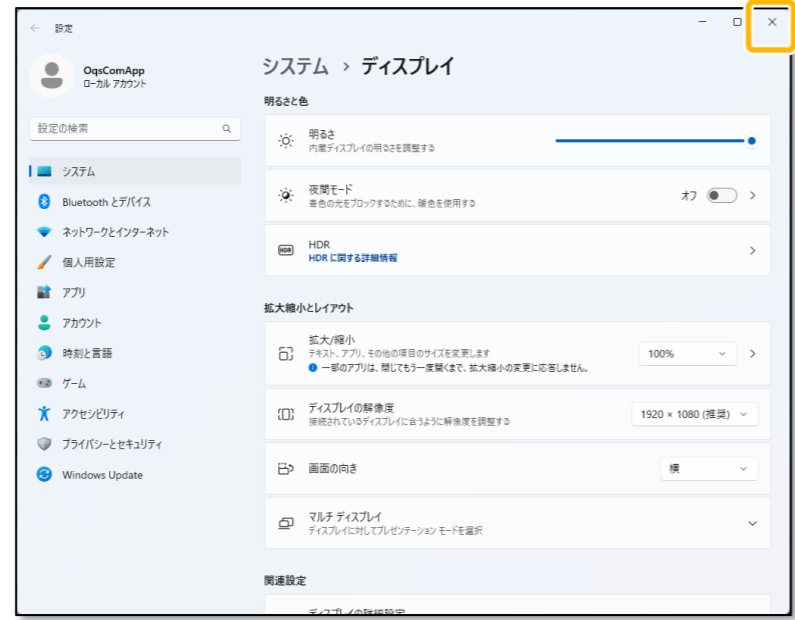 設定
OqsComApp
ローカル アカウント
設定の検索
システム
Bluetooth とデバイス
ネットワークとインターネット
個人用設定
アプリ
アカウント
時刻と言語
ゲーム
アクセシビリティ
プライバシーとセキュリティ
Windows Update
システム › ディスプレイ
明るさと色
明るさ
内蔵ディスプレイの明るさを調整する
夜間モード
青色の光をブロックするために、暖色を使用する
オフ
HDR
HDR
HDR に関する詳細情報
拡大縮小とレイアウト
拡大/縮小
テキスト、アプリ、その他の項目のサイズを変更します
一部のアプリは、閉じてもう一度開くまで、拡大縮小の変更に応答しません。
100%
ディスプレイの解像度
接続されているディスプレイに合うように解像度を調整する
1920 × 1080 (推奨)
画面の向き
横
マルチ ディスプレイ
ディスプレイに対してプレゼンテーション モードを選択
関連設定
ディスプレイの詳細設定